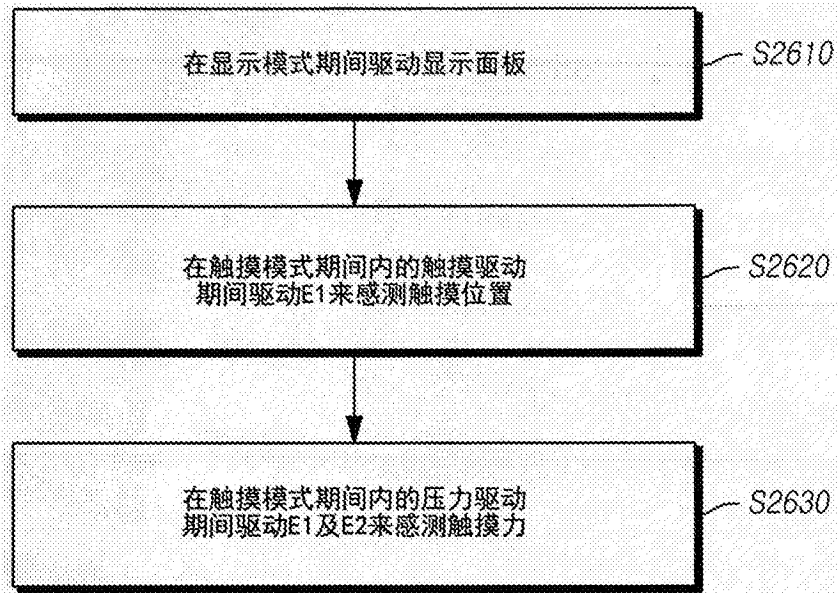 在显示模式期间驱动显示面板
S2610
在触摸模式期间内的触摸驱动
期间驱动E1来感测触摸位置
S2620
在触摸模式期间内的压力驱动
期间驱动E1及E2来感测触摸力
S2630